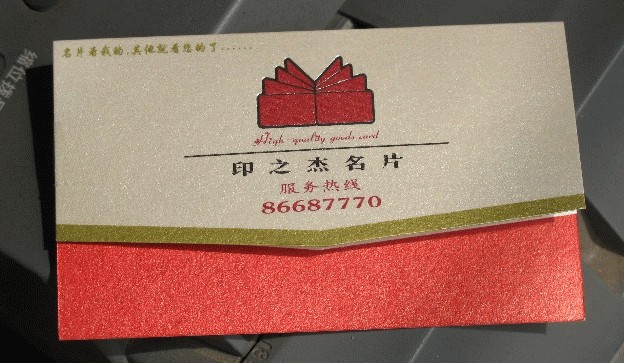 名片看我的,其他就看您的了......
High quality goods card
印之杰名片
服务热线
86687770